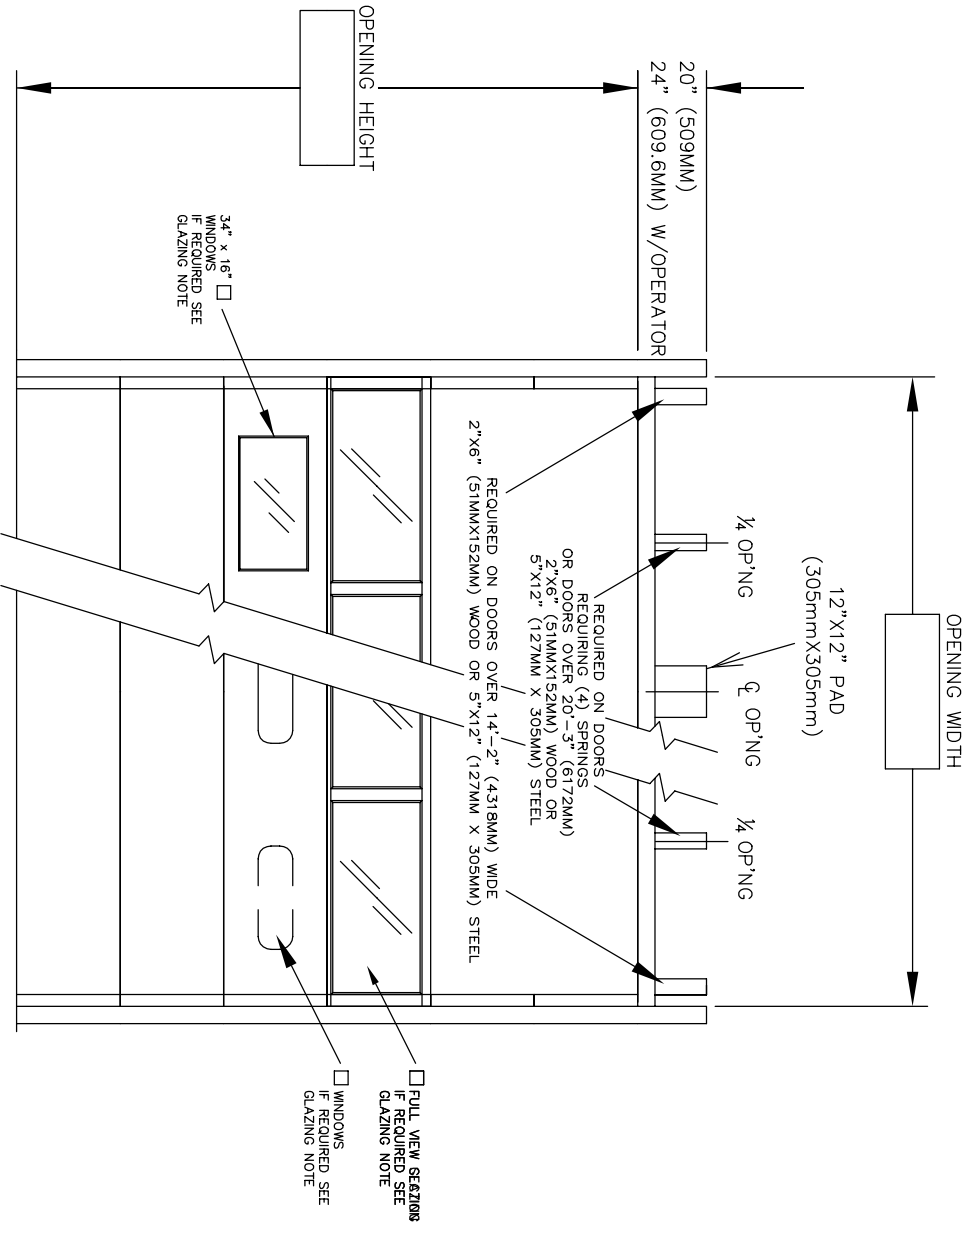 OPENING WIDTH
12"X12" PAD
(305mmX305mm)
¼ OP'NG
℄ OP'NG
¼ OP'NG
20" (509MM)
24" (609.6MM) W/OPERATOR
OPENING HEIGHT
REQUIRED ON DOORS
REQUIRING (4) SPRINGS
OR DOORS OVER 20'-3" (6172MM)
2"X6" (51MMX152MM) WOOD OR
5"X12" (127MM X 305MM) STEEL
REQUIRED ON DOORS OVER 14'-2" (4318MM) WIDE
2"X6" (51MMX152MM) WOOD OR 5"X12" (127MM X 305MM) STEEL
34" x 16"
WINDOWS
IF REQUIRED SEE
GLAZING NOTE
FULL VIEW
IF REQUIRED SEE
GLAZING NOTE
WINDOWS
IF REQUIRED SEE
GLAZING NOTE